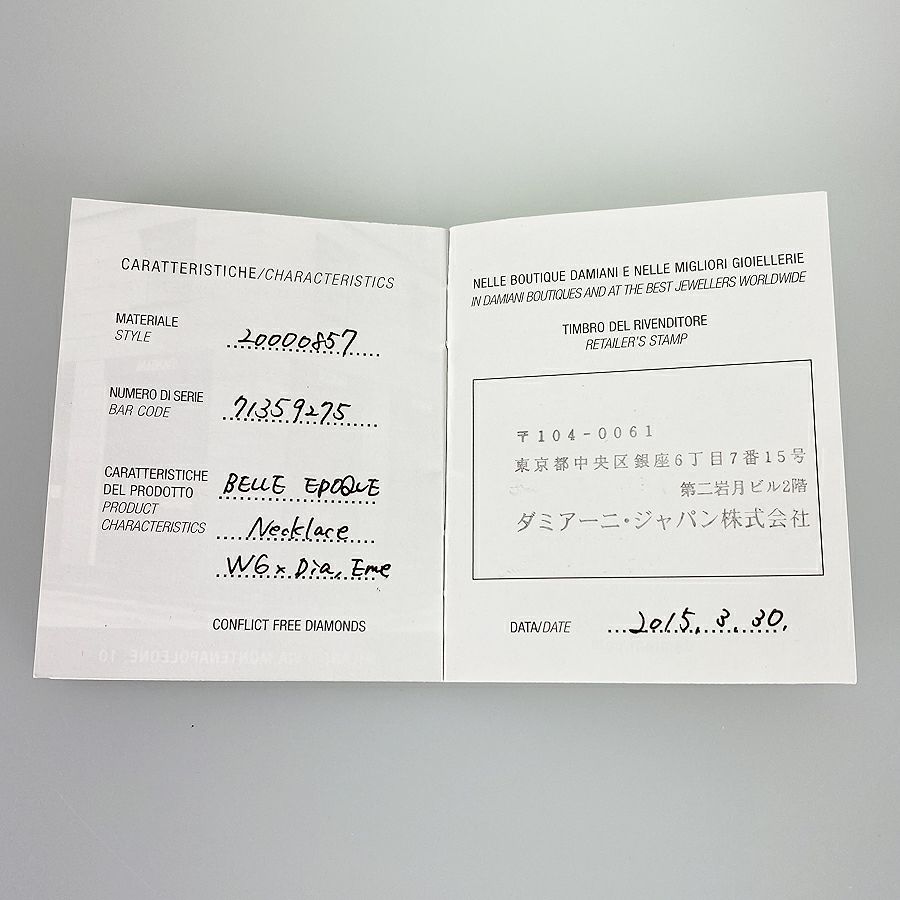 CARATTERISTICHE/CHARACTERISTICS
MATERIALE
STYLE
20000857
NUMERO DI SERIE
BAR CODE
71359275
CARATTERISTICHE
DEL PRODOTTO
PRODUCT
CHARACTERISTICS
BELLE EPOQUE
Necklace
WG x Dia, Eme
CONFLICT FREE DIAMONDS
NELLE BOUTIQUE DAMIANI E NELLE MIGLIORI GIOIELLERIE
IN DAMIANI BOUTIQUES AND AT THE BEST JEWELLERS WORLDWIDE
TIMBRO DEL RIVENDITORE
RETAILER'S STAMP
〒104-0061
東京都中央区銀座6丁目7番15号
第二岩月ビル2階
ダミアーニ・ジャパン株式会社
DATA/DATE
2015.3.30.